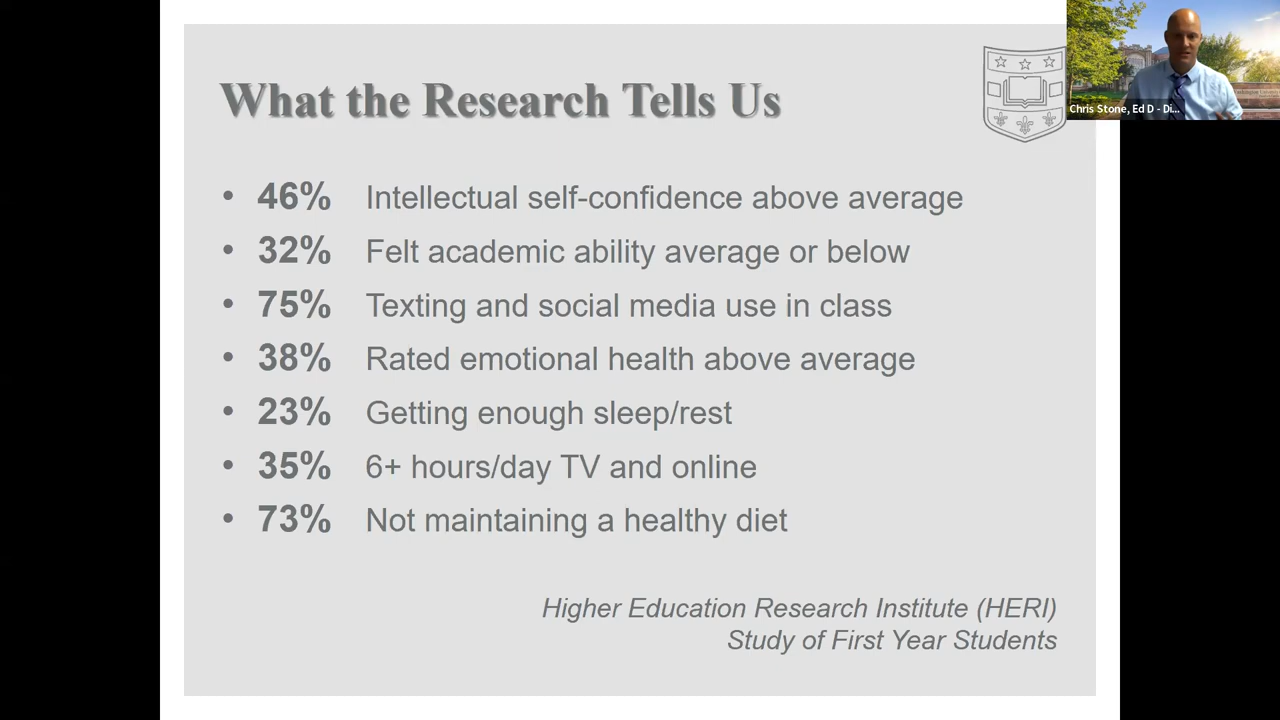 What the Research Tells Us
Chris Stone, Ed D - Di...
• 46% Intellectual self-confidence above average
• 32% Felt academic ability average or below
• 75% Texting and social media use in class
• 38% Rated emotional health above average
• 23% Getting enough sleep/rest
• 35% 6+ hours/day TV and online
• 73% Not maintaining a healthy diet
Higher Education Research Institute (HERI)
Study of First Year Students